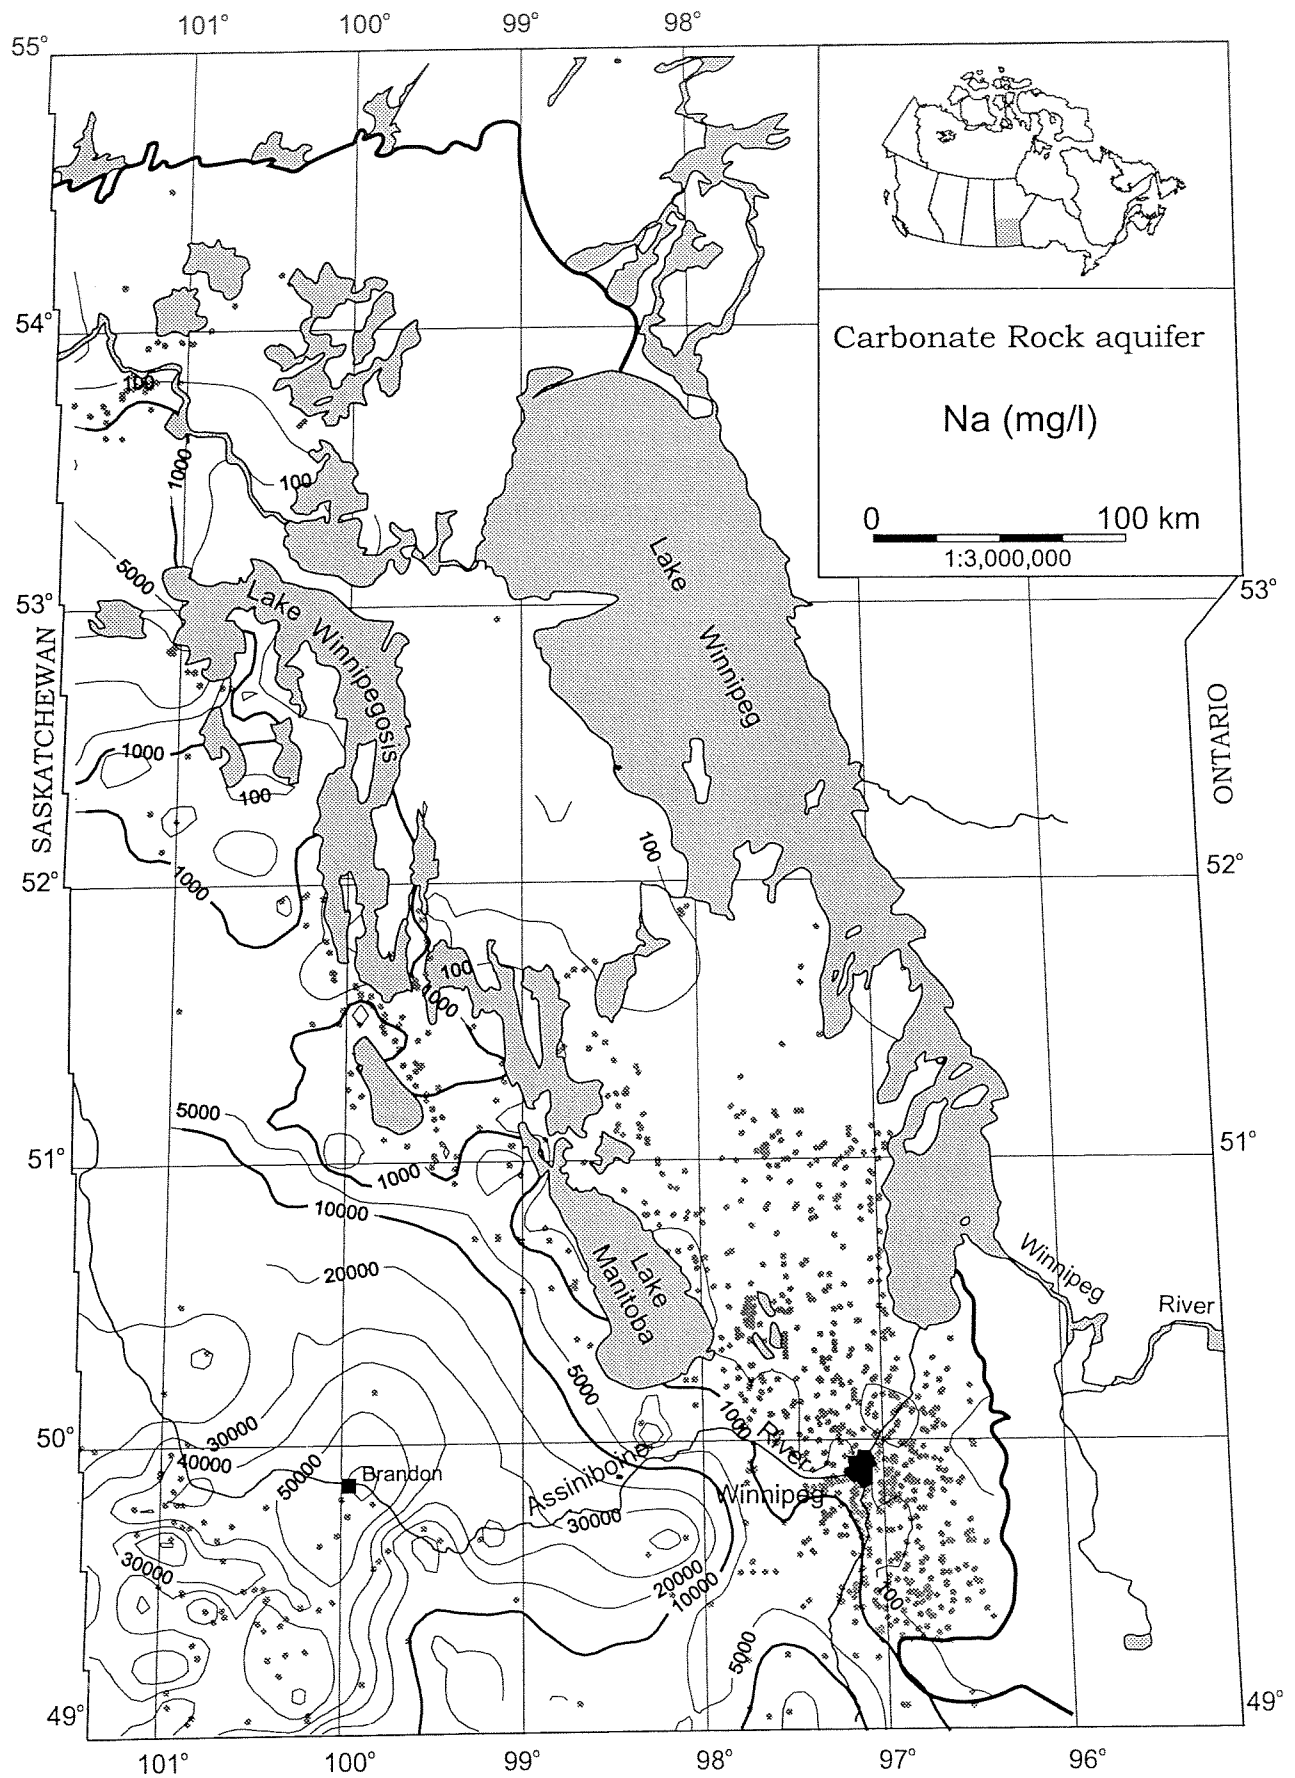 101° 100° 99° 98°
55°
54°
Carbonate Rock aquifer
Na (mg/l)
0 100 km
1:3,000,000
100
1000
100
5000
53°
53°
Lake
Winnipegosis
Lake
Winnipeg
SASKATCHEWAN
ONTARIO
1000
100
100
52°
52°
1000
100
1000
5000
51°
51°
1000
10000
20000
Lake
Manitoba
Winnipeg
River
5000
1000
River
50°
50°
30000
40000
50000
Brandon
Assiniboine
Winnipeg
30000
30000
20000
10000
100
5000
49°
49°
101° 100° 99° 98° 97° 96°